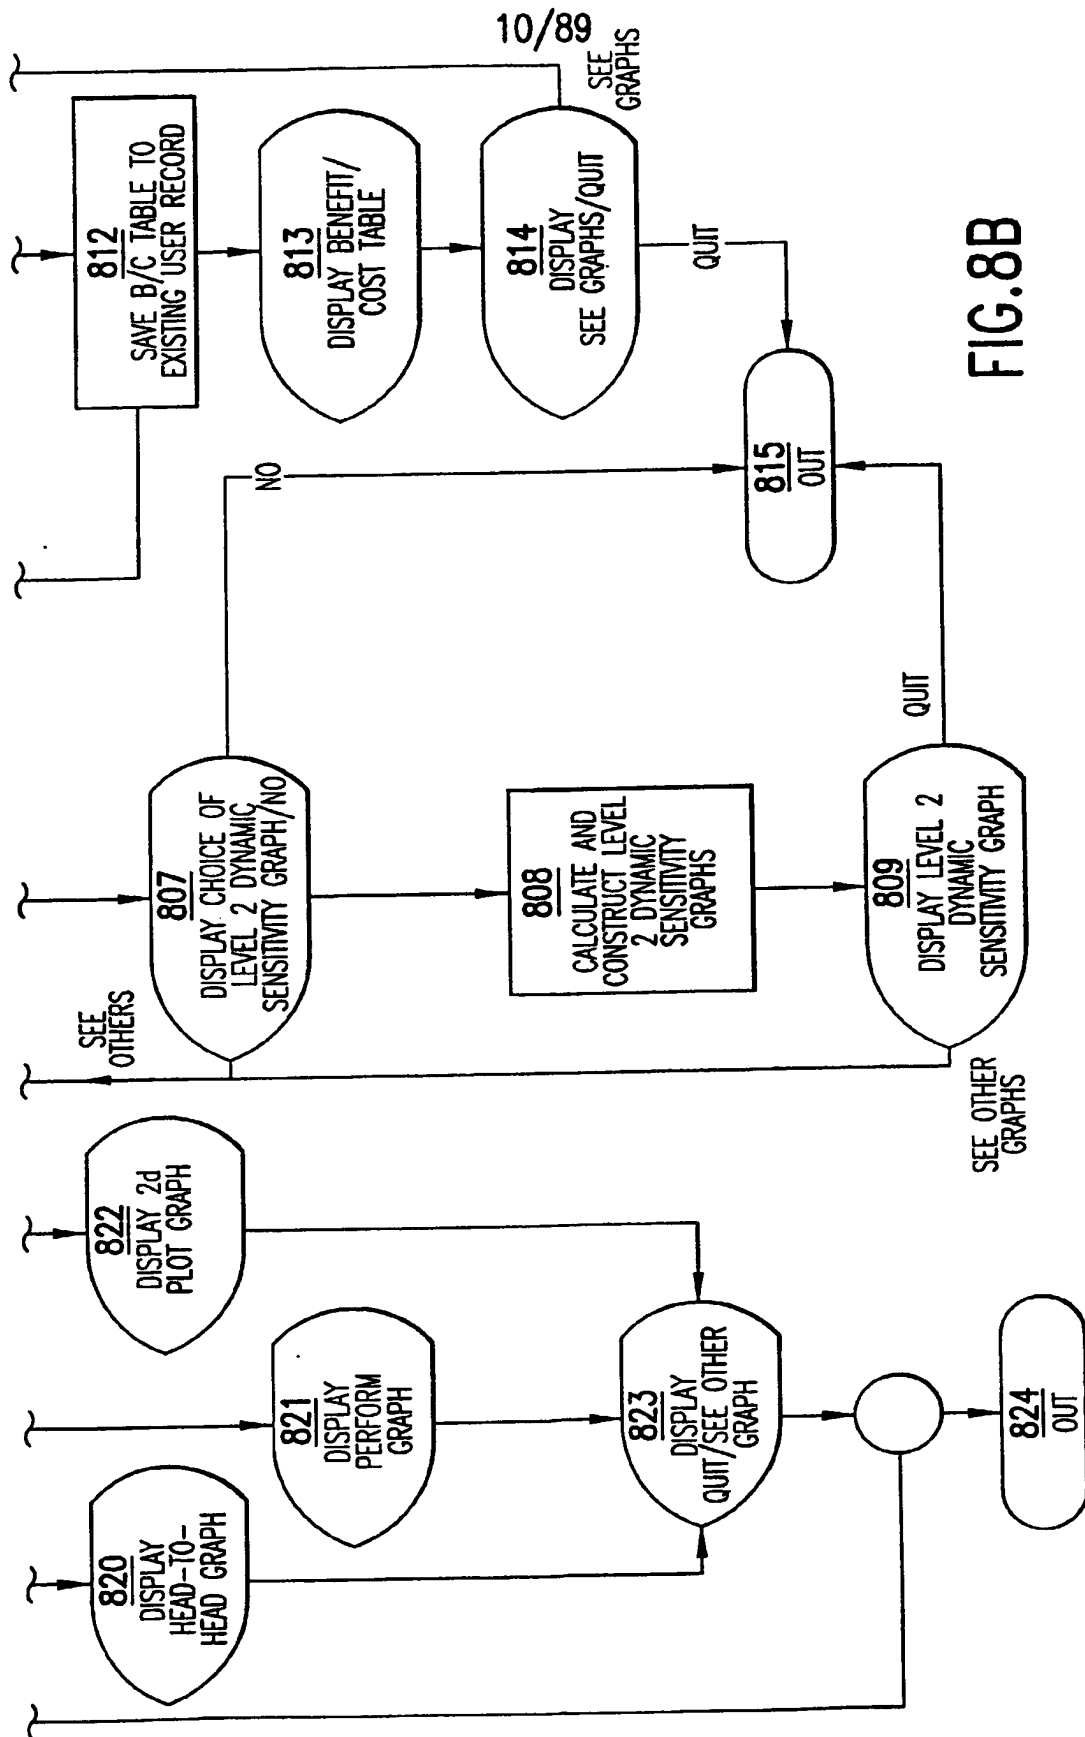 10/89
820
DISPLAY
HEAD-TO-
HEAD GRAPH
821
DISPLAY
PERFORM
GRAPH
822
DISPLAY 2d
PLOT GRAPH
823
DISPLAY
QUIT/SEE OTHER
GRAPH
824
OUT
SEE
OTHERS
807
DISPLAY CHOICE OF
LEVEL 2 DYNAMIC
SENSITIVITY GRAPH/NO
NO
808
CALCULATE AND
CONSTRUCT LEVEL
2 DYNAMIC
SENSITIVITY
GRAPHS
809
DISPLAY LEVEL 2
DYNAMIC
SENSITIVITY GRAPH
SEE OTHER
GRAPHS
QUIT
812
SAVE B/C TABLE TO
EXISTING USER RECORD
813
DISPLAY BENEFIT/
COST TABLE
814
DISPLAY
SEE GRAPHS/QUIT
SEE
GRAPHS
QUIT
815
OUT
FIG.8B